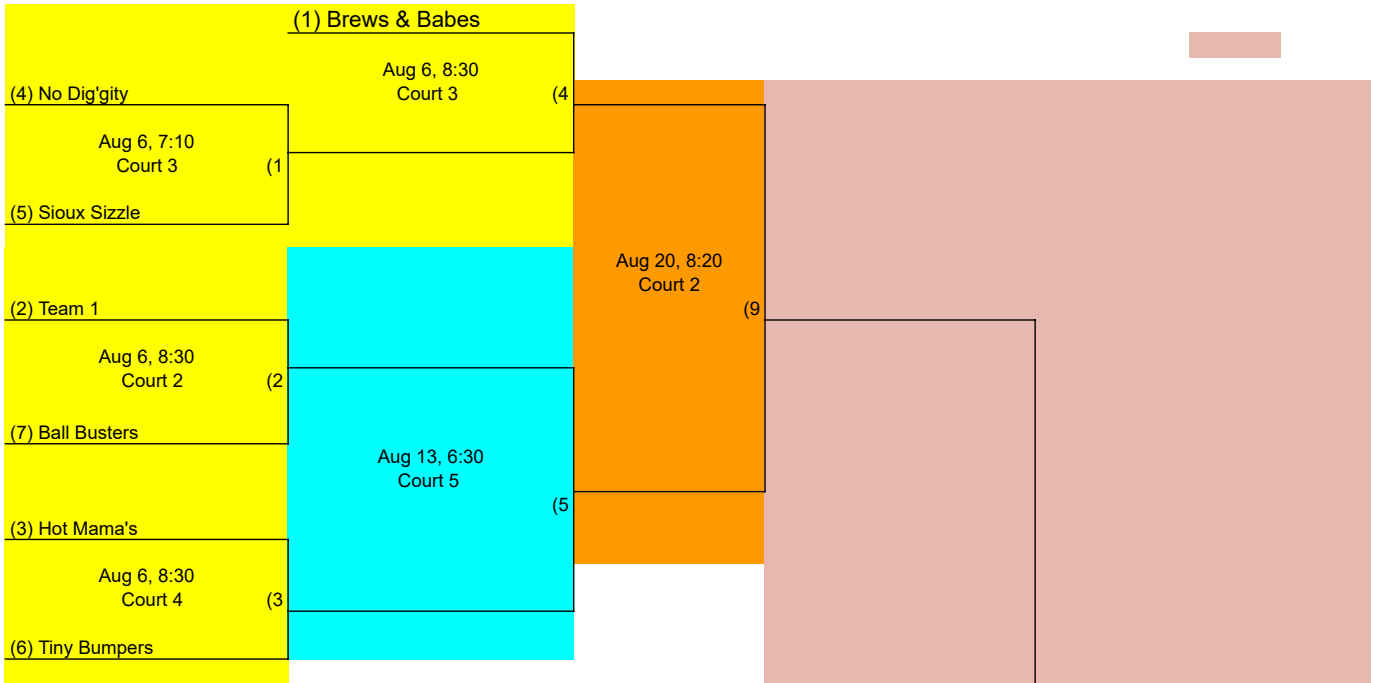 (1) Brews & Babes
Aug 6, 8:30
Court 3
(4
(4) No Dig'gity
Aug 6, 7:10
Court 3
(1
(5) Sioux Sizzle
Aug 20, 8:20
Court 2
(9
(2) Team 1
Aug 6, 8:30
Court 2
(2
(7) Ball Busters
Aug 13, 6:30
Court 5
(5
(3) Hot Mama's
Aug 6, 8:30
Court 4
(3
(6) Tiny Bumpers